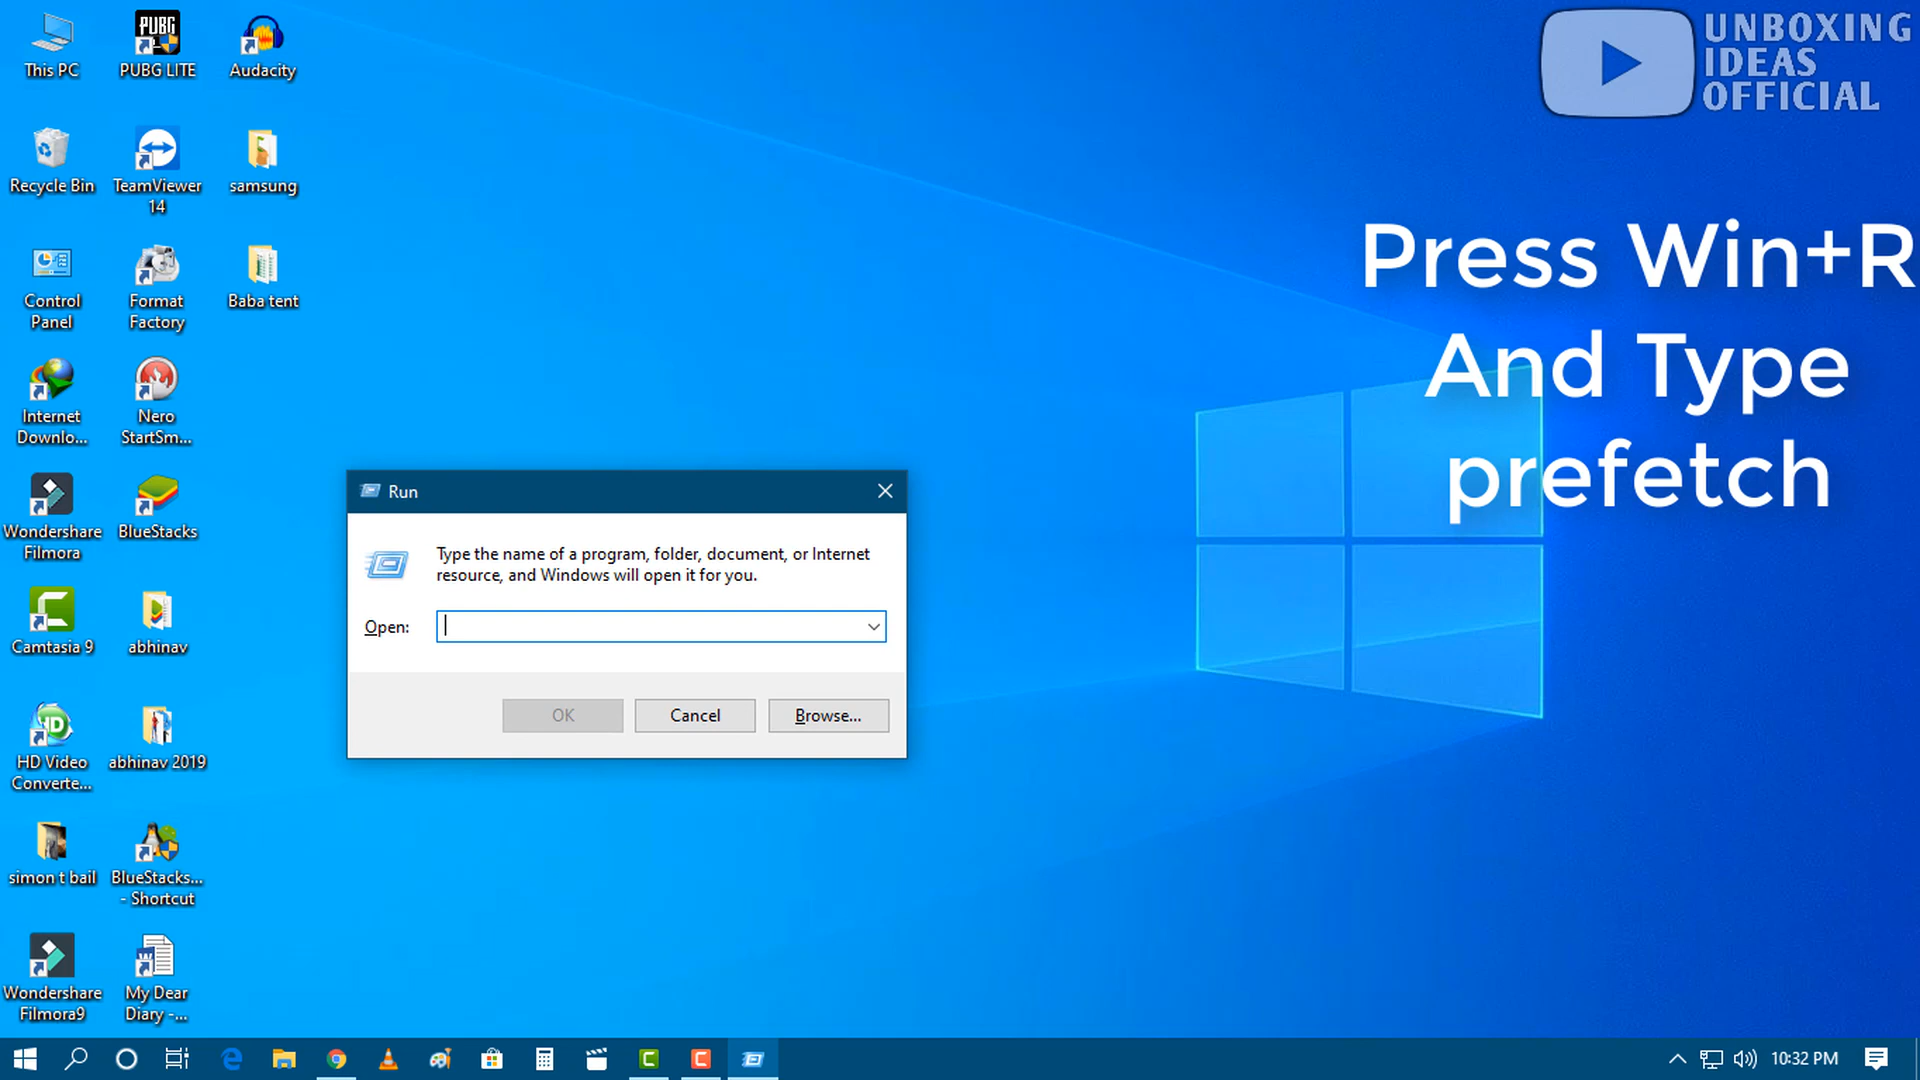 This PC
PUBG
PUBG LITE
Audacity
Recycle Bin
TeamViewer
14
samsung
Control
Panel
Format
Factory
Baba tent
Internet
Downlo...
Nero
StartSm...
Wondershare
Filmora
BlueStacks
Camtasia 9
abhinav
HD Video
Converte...
abhinav 2019
simon t bail
BlueStacks...
- Shortcut
Wondershare
Filmora9
My Dear
Diary -...
UNBOXING
IDEAS
OFFICIAL
Press Win+R
And Type
prefetch
Run
Type the name of a program, folder, document, or Internet
resource, and Windows will open it for you.
Open:
OK
Cancel
Browse...
10:32 PM